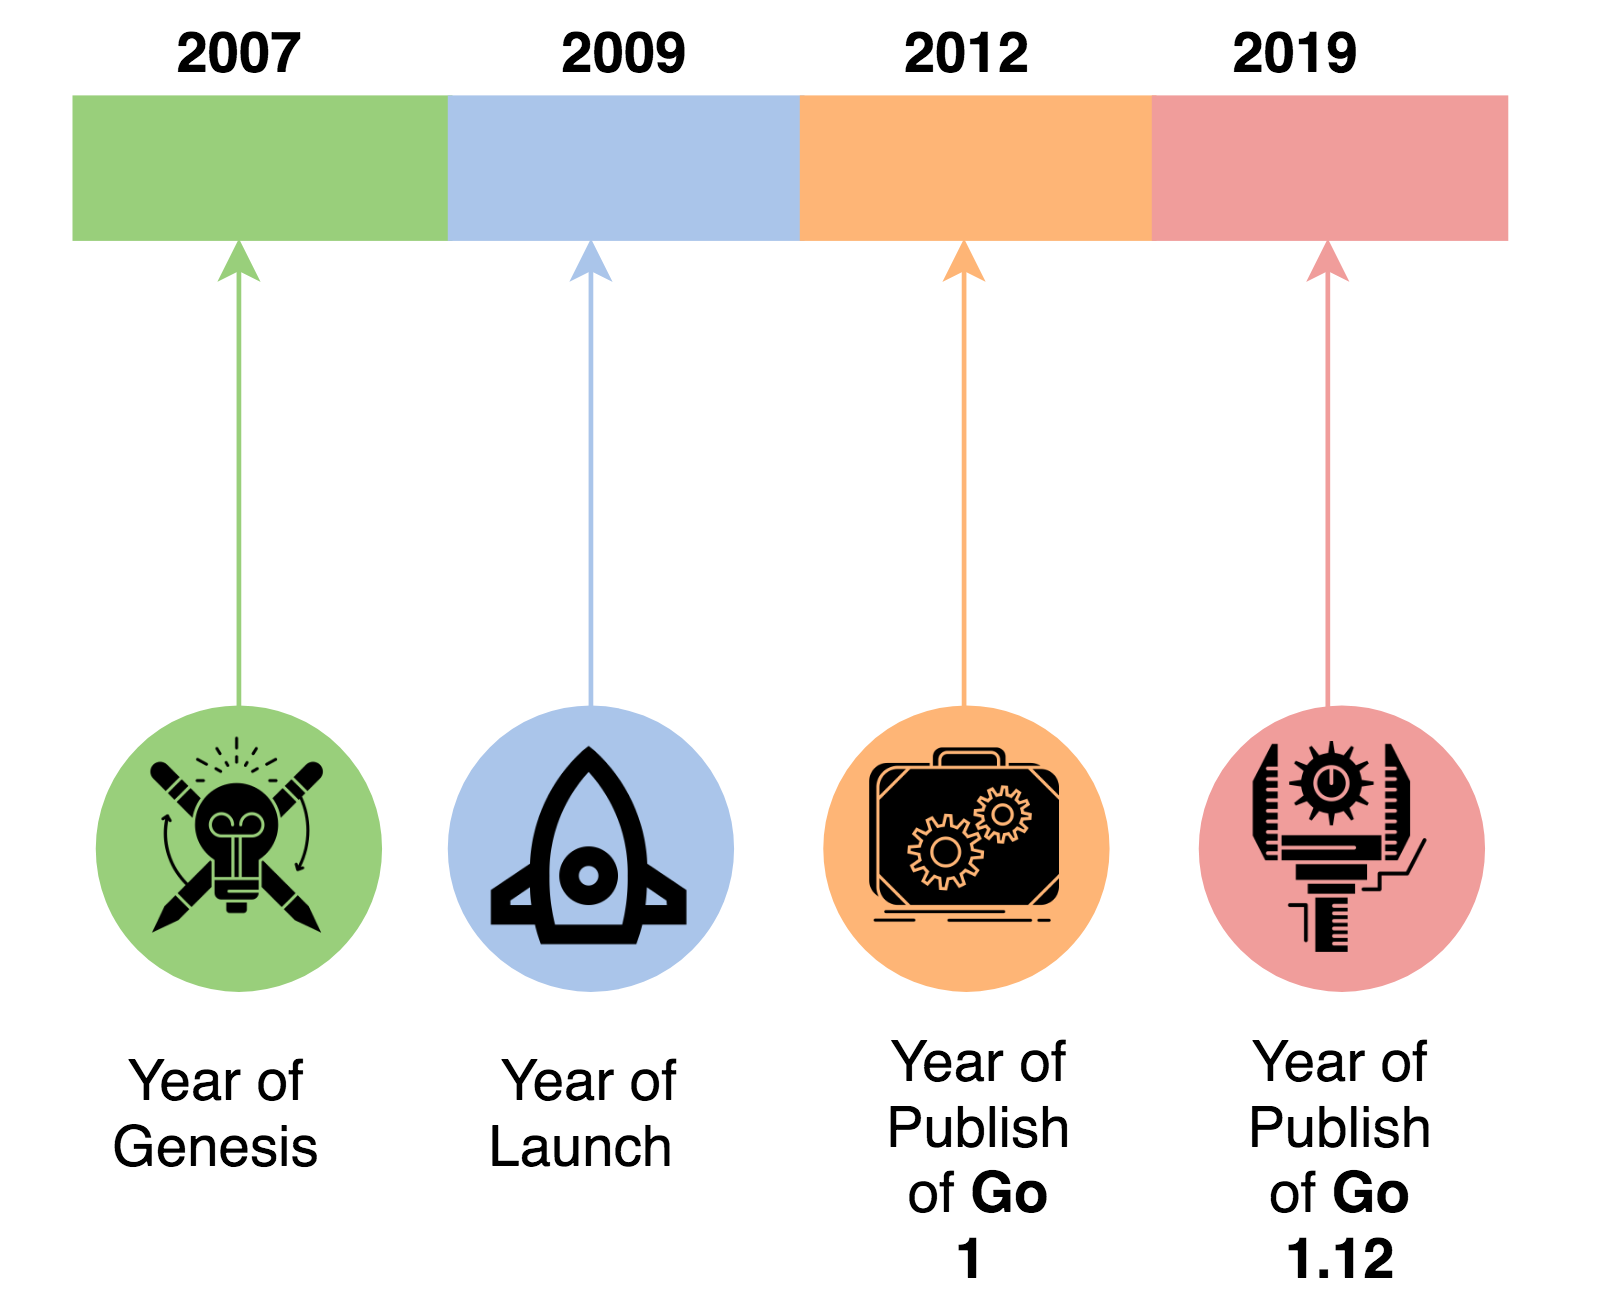 2007
2009
2012
2019
Year of
Genesis
Year of
Launch
Year of
Publish
of Go
1
Year of
Publish
of Go
1.12